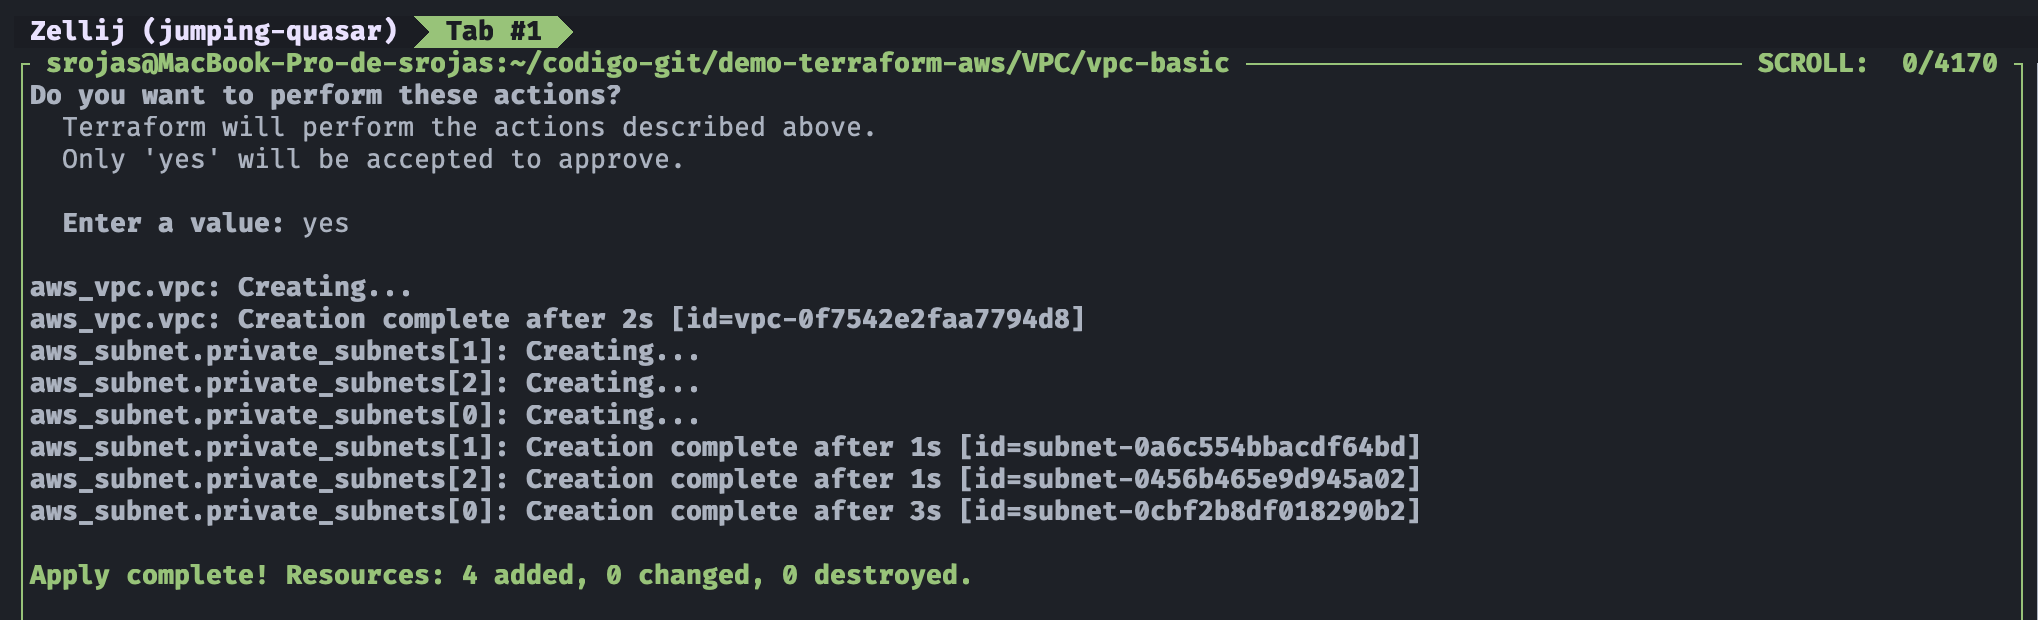 Zellij (jumping-quasar) Tab #1
srojas@MacBook-Pro-de-srojas:~/codigo-git/demo-terraform-aws/VPC/vpc-basic SCROLL: 0/4170
Do you want to perform these actions?
Terraform will perform the actions described above.
Only 'yes' will be accepted to approve.
Enter a value: yes
aws_vpc.vpc: Creating...
aws_vpc.vpc: Creation complete after 2s [id=vpc-0f7542e2faa7794d8]
aws_subnet.private_subnets[1]: Creating...
aws_subnet.private_subnets[2]: Creating...
aws_subnet.private_subnets[0]: Creating...
aws_subnet.private_subnets[1]: Creation complete after 1s [id=subnet-0a6c554bbacdf64bd]
aws_subnet.private_subnets[2]: Creation complete after 1s [id=subnet-0456b465e9d945a02]
aws_subnet.private_subnets[0]: Creation complete after 3s [id=subnet-0cbf2b8df018290b2]
Apply complete! Resources: 4 added, 0 changed, 0 destroyed.